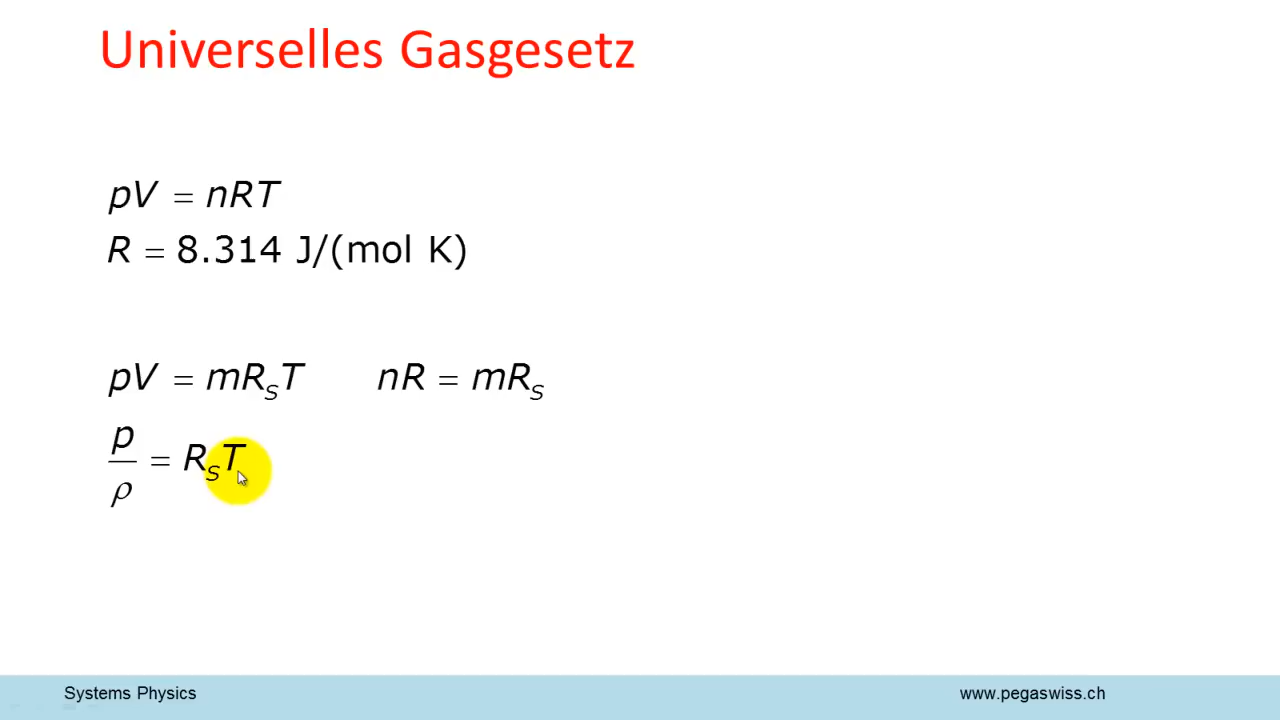 Universelles Gasgesetz
pV = nRT
R = 8.314 J/(mol K)
pV = mR_S T nR = mR_S
p/ρ = R_S T
Systems Physics www.pegaswiss.ch